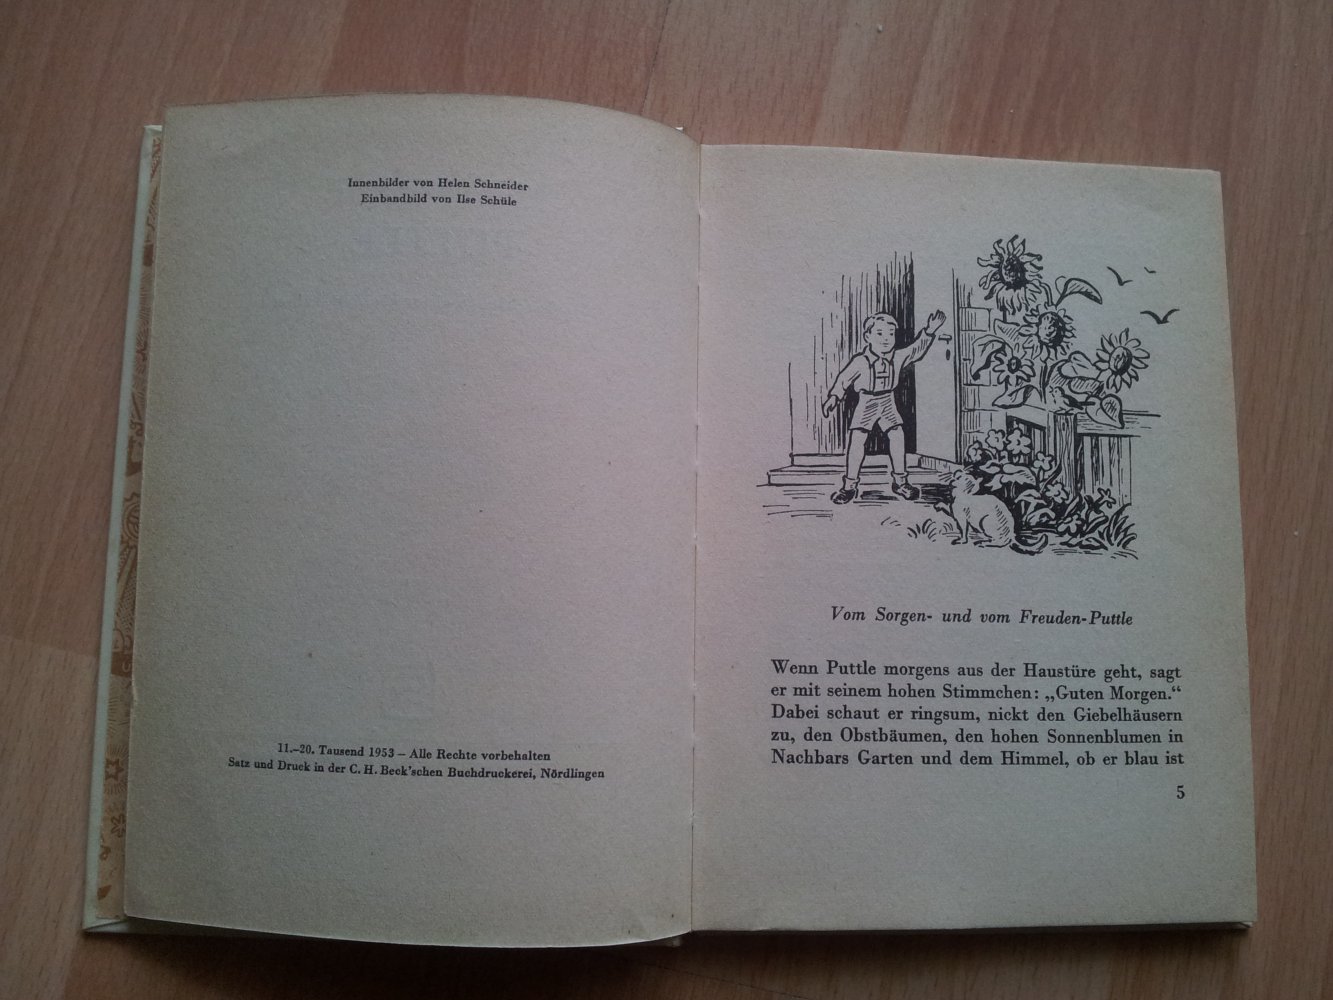 Innenbilder von Helen Schneider
Einbandbild von Ilse Schüle
11.–20. Tausend 1953 – Alle Rechte vorbehalten
Satz und Druck in der C. H. Beck'schen Buchdruckerei, Nördlingen
Vom Sorgen- und vom Freuden-Puttle
Wenn Puttle morgens aus der Haustüre geht, sagt
er mit seinem hohen Stimmchen: „Guten Morgen.“
Dabei schaut er ringsum, nickt den Giebelhäusern
zu, den Obstbäumen, den hohen Sonnenblumen in
Nachbars Garten und dem Himmel, ob er blau ist
5